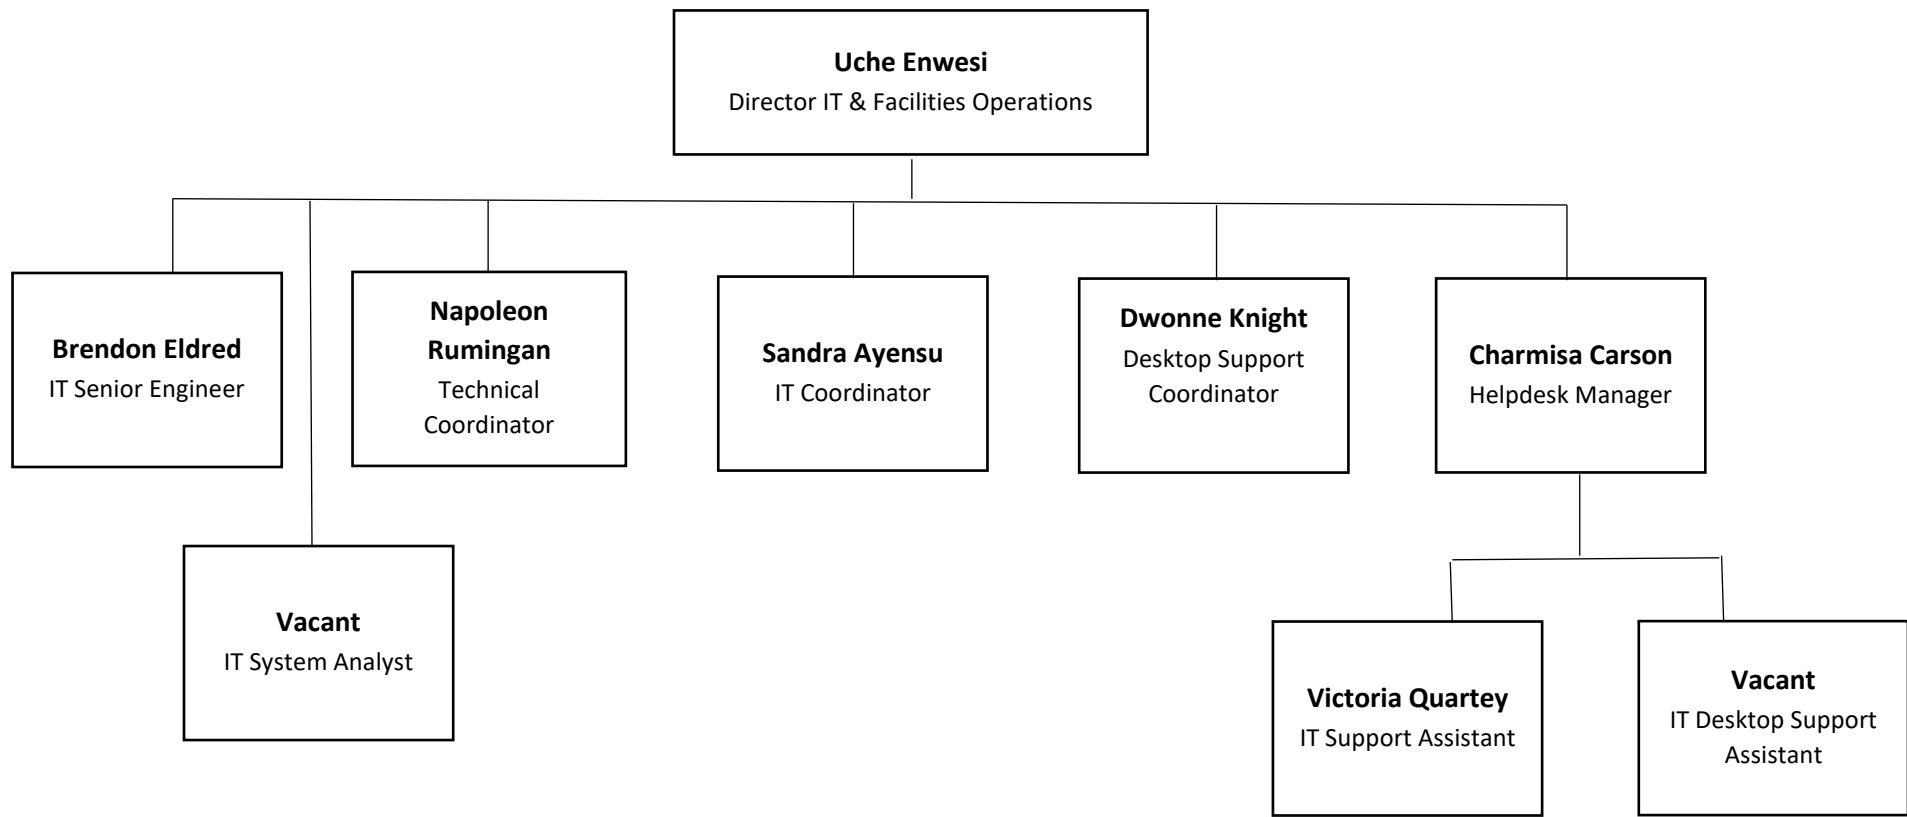 Uche Enwesi
Director IT & Facilities Operations
Brendon Eldred
IT Senior Engineer
Napoleon
Rumingan
Technical
Coordinator
Sandra Ayensu
IT Coordinator
Dwonne Knight
Desktop Support
Coordinator
Charmisa Carson
Helpdesk Manager
Vacant
IT System Analyst
Victoria Quartey
IT Support Assistant
Vacant
IT Desktop Support
Assistant